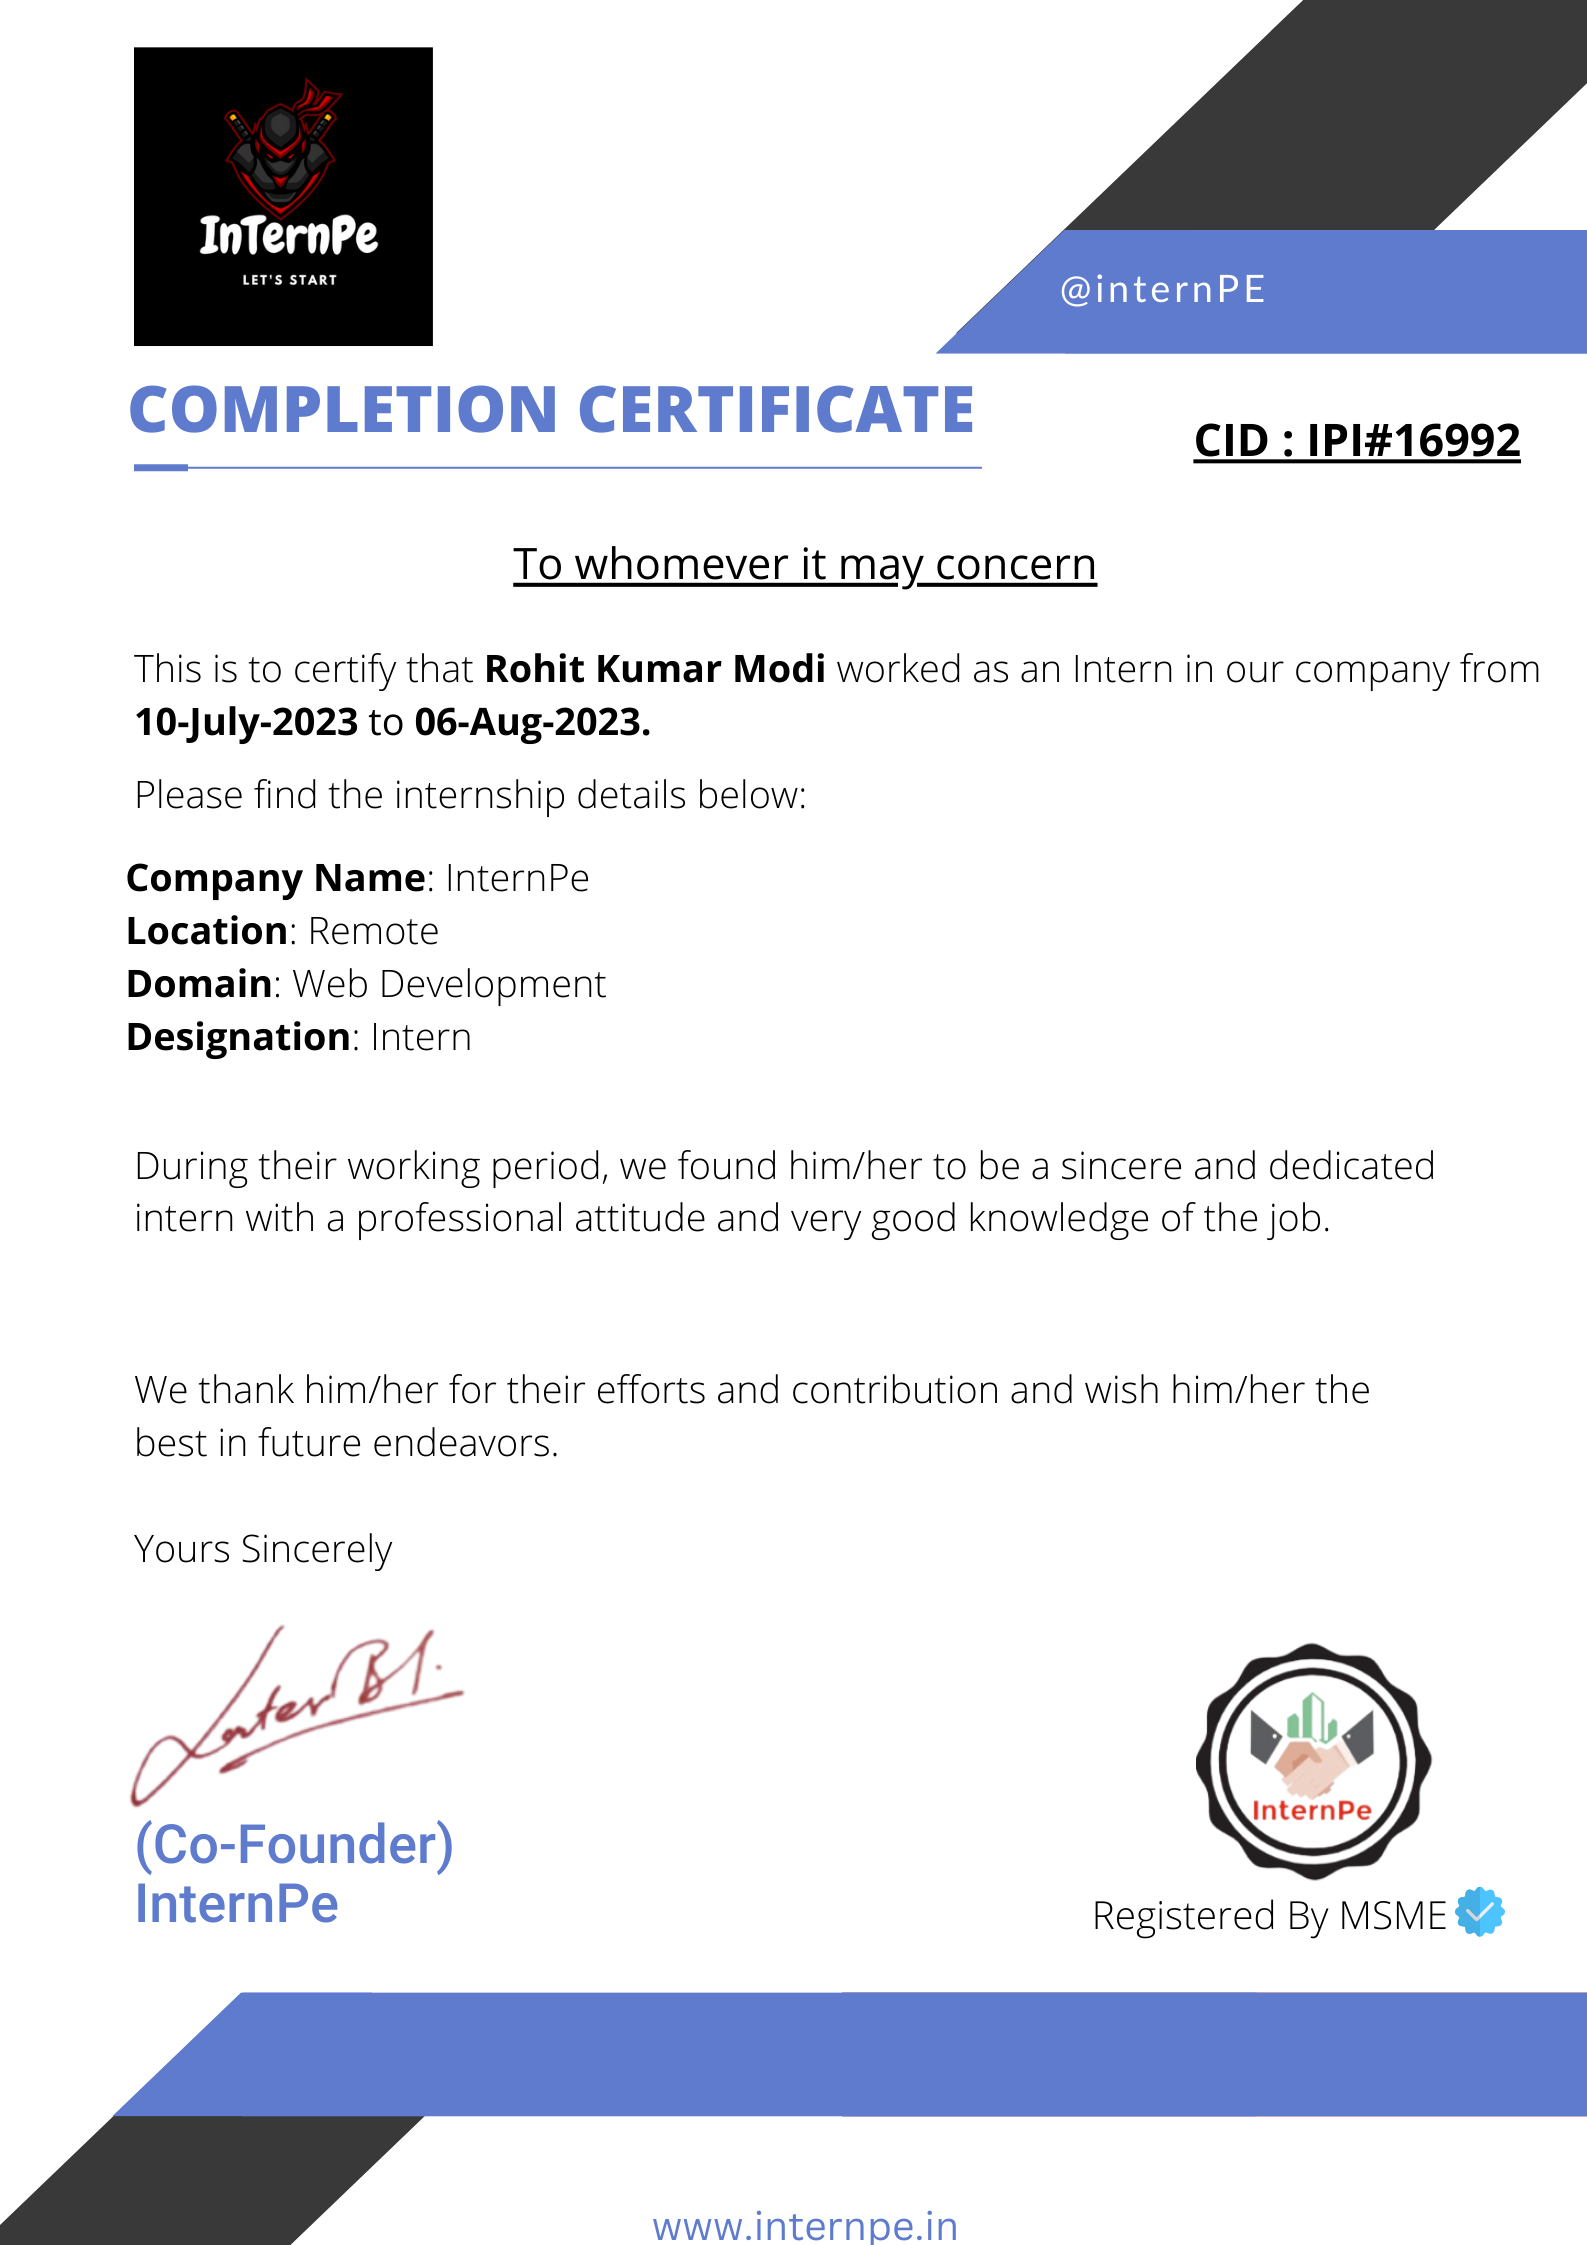 InTernPe
LET'S START
@internPE
COMPLETION CERTIFICATE
CID : IPI#16992
To whomever it may concern
This is to certify that Rohit Kumar Modi worked as an Intern in our company from
10-July-2023 to 06-Aug-2023.
Please find the internship details below:
Company Name: InternPe
Location: Remote
Domain: Web Development
Designation: Intern
During their working period, we found him/her to be a sincere and dedicated
intern with a professional attitude and very good knowledge of the job.
We thank him/her for their efforts and contribution and wish him/her the
best in future endeavors.
Yours Sincerely
(Co-Founder)
InternPe
InternPe
Registered By MSME
www.internpe.in